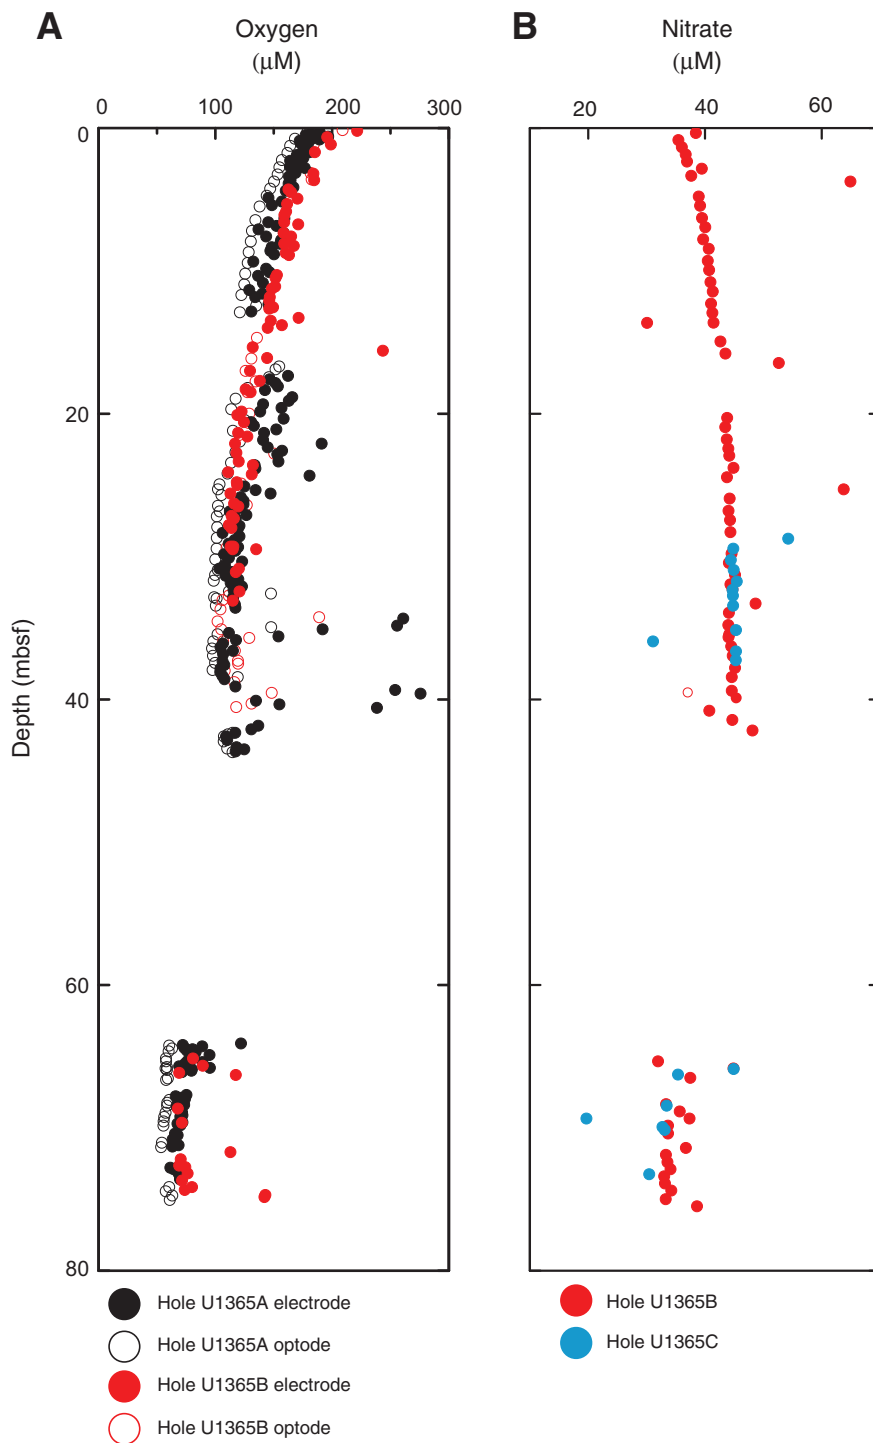 A
Oxygen
(µM)
0 100 200 300
B
Nitrate
(µM)
20 40 60
0
20
40
60
80
Depth (mbsf)
Hole U1365A electrode
Hole U1365A optode
Hole U1365B electrode
Hole U1365B optode
Hole U1365B
Hole U1365C